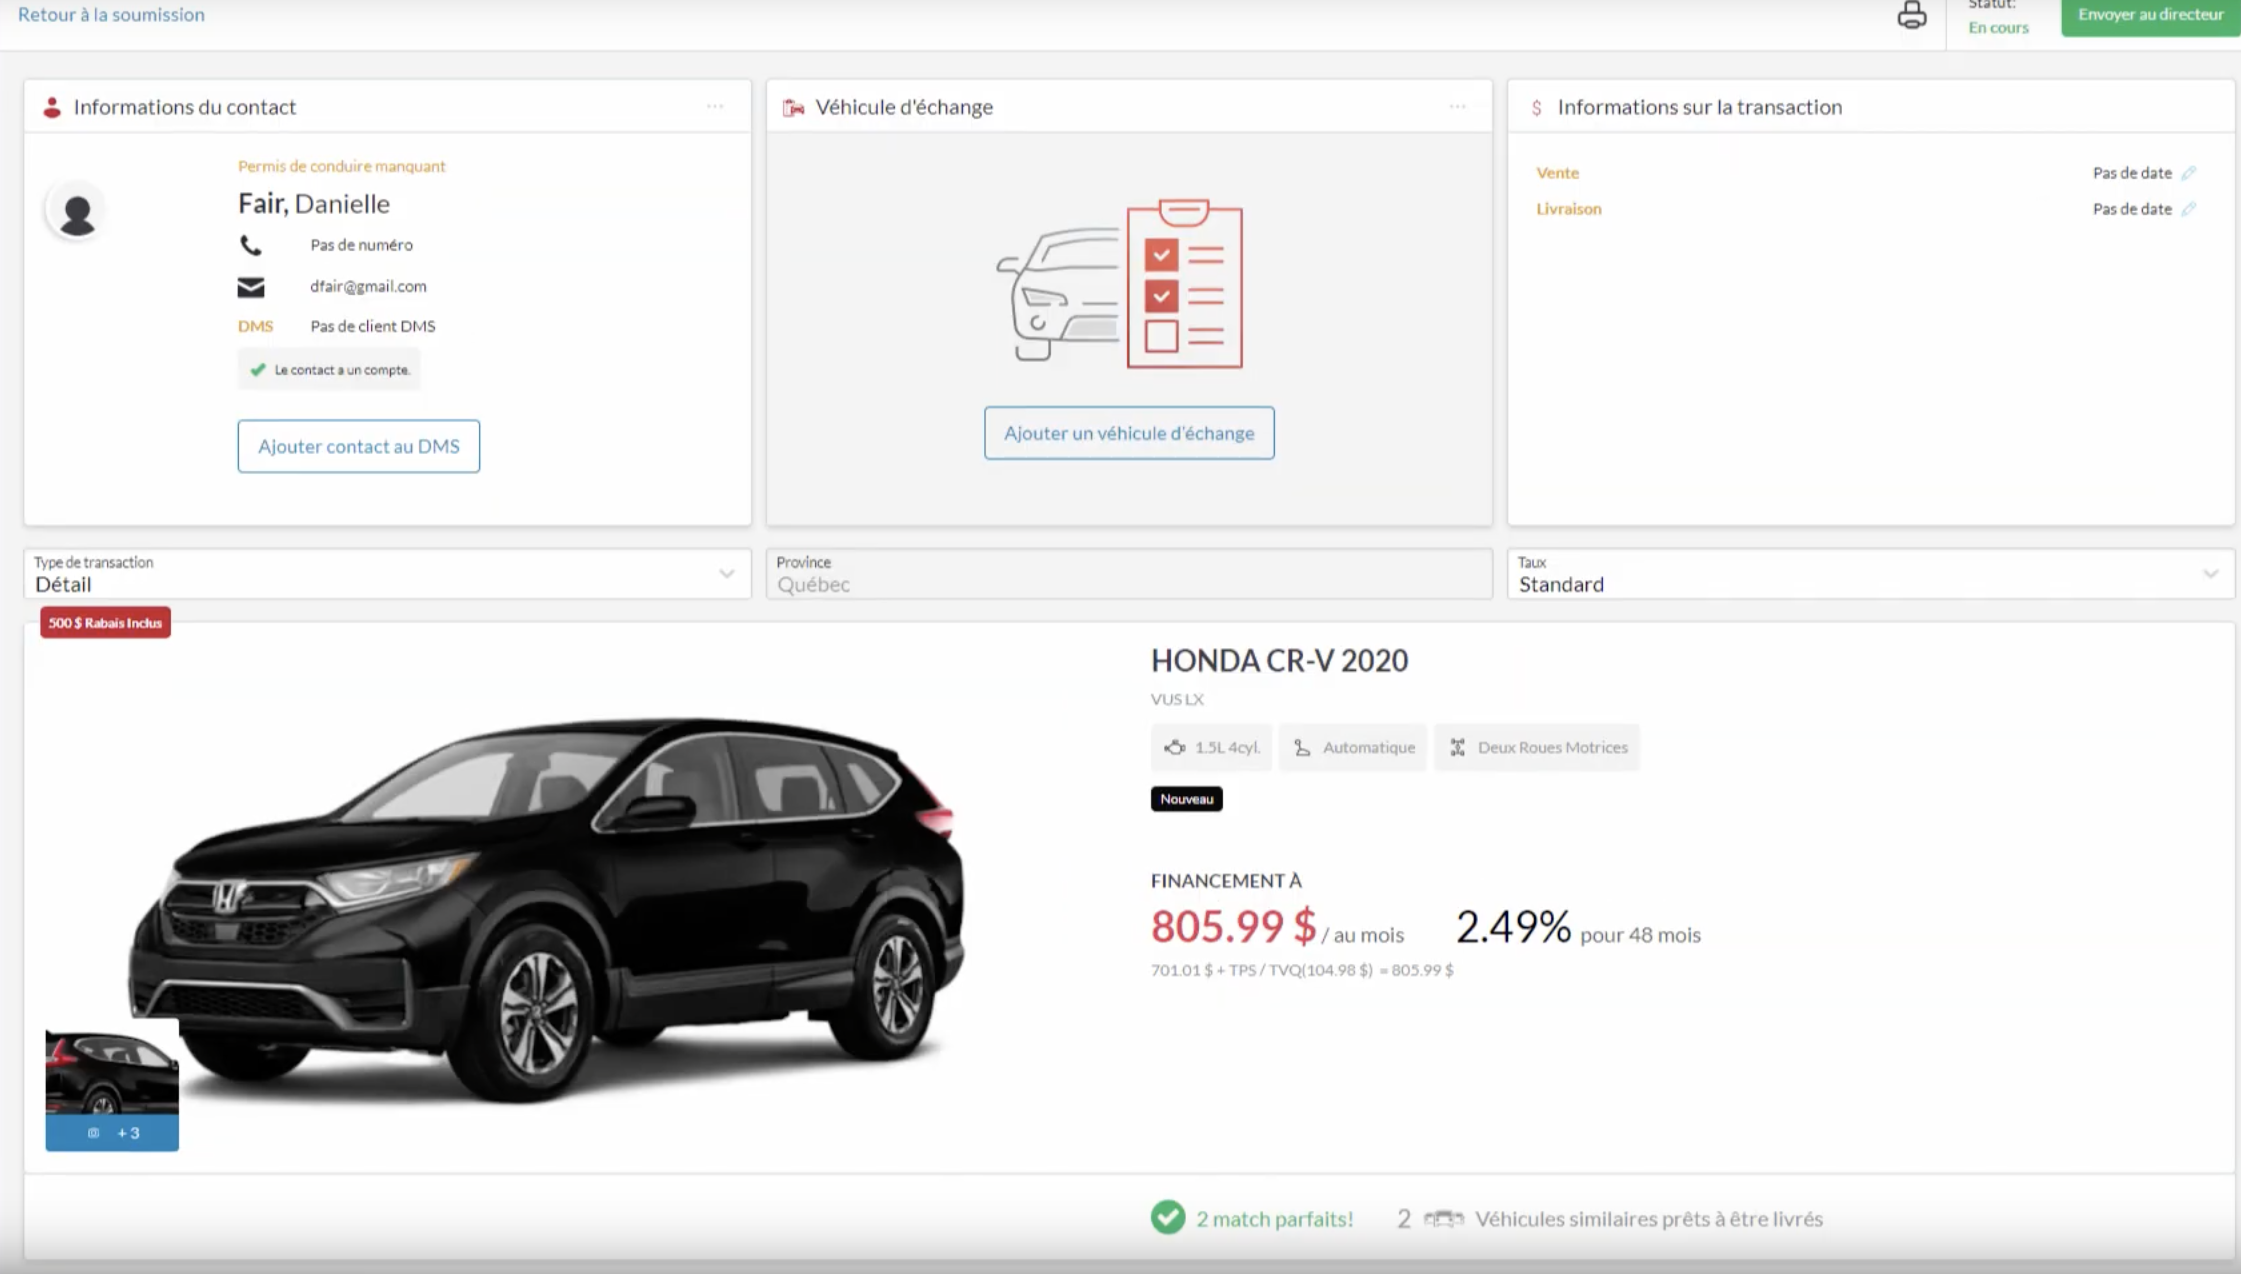 Retour à la soumission
Statut:
En cours
Envoyer au directeur
Informations du contact
Permis de conduire manquant
Fair, Danielle
Pas de numéro
dfair@gmail.com
DMS Pas de client DMS
Le contact a un compte.
Ajouter contact au DMS
Véhicule d'échange
Ajouter un véhicule d'échange
$ Informations sur la transaction
Vente Pas de date
Livraison Pas de date
Type de transaction
Détail
Province
Québec
Taux
Standard
500 $ Rabais Inclus
+ 3
HONDA CR-V 2020
VUS LX
1.5L 4cyl. Automatique Deux Roues Motrices
Nouveau
FINANCEMENT À
805.99 $ / au mois 2.49% pour 48 mois
701.01 $ + TPS / TVQ(104.98 $) = 805.99 $
2 match parfaits! 2 Véhicules similaires prêts à être livrés